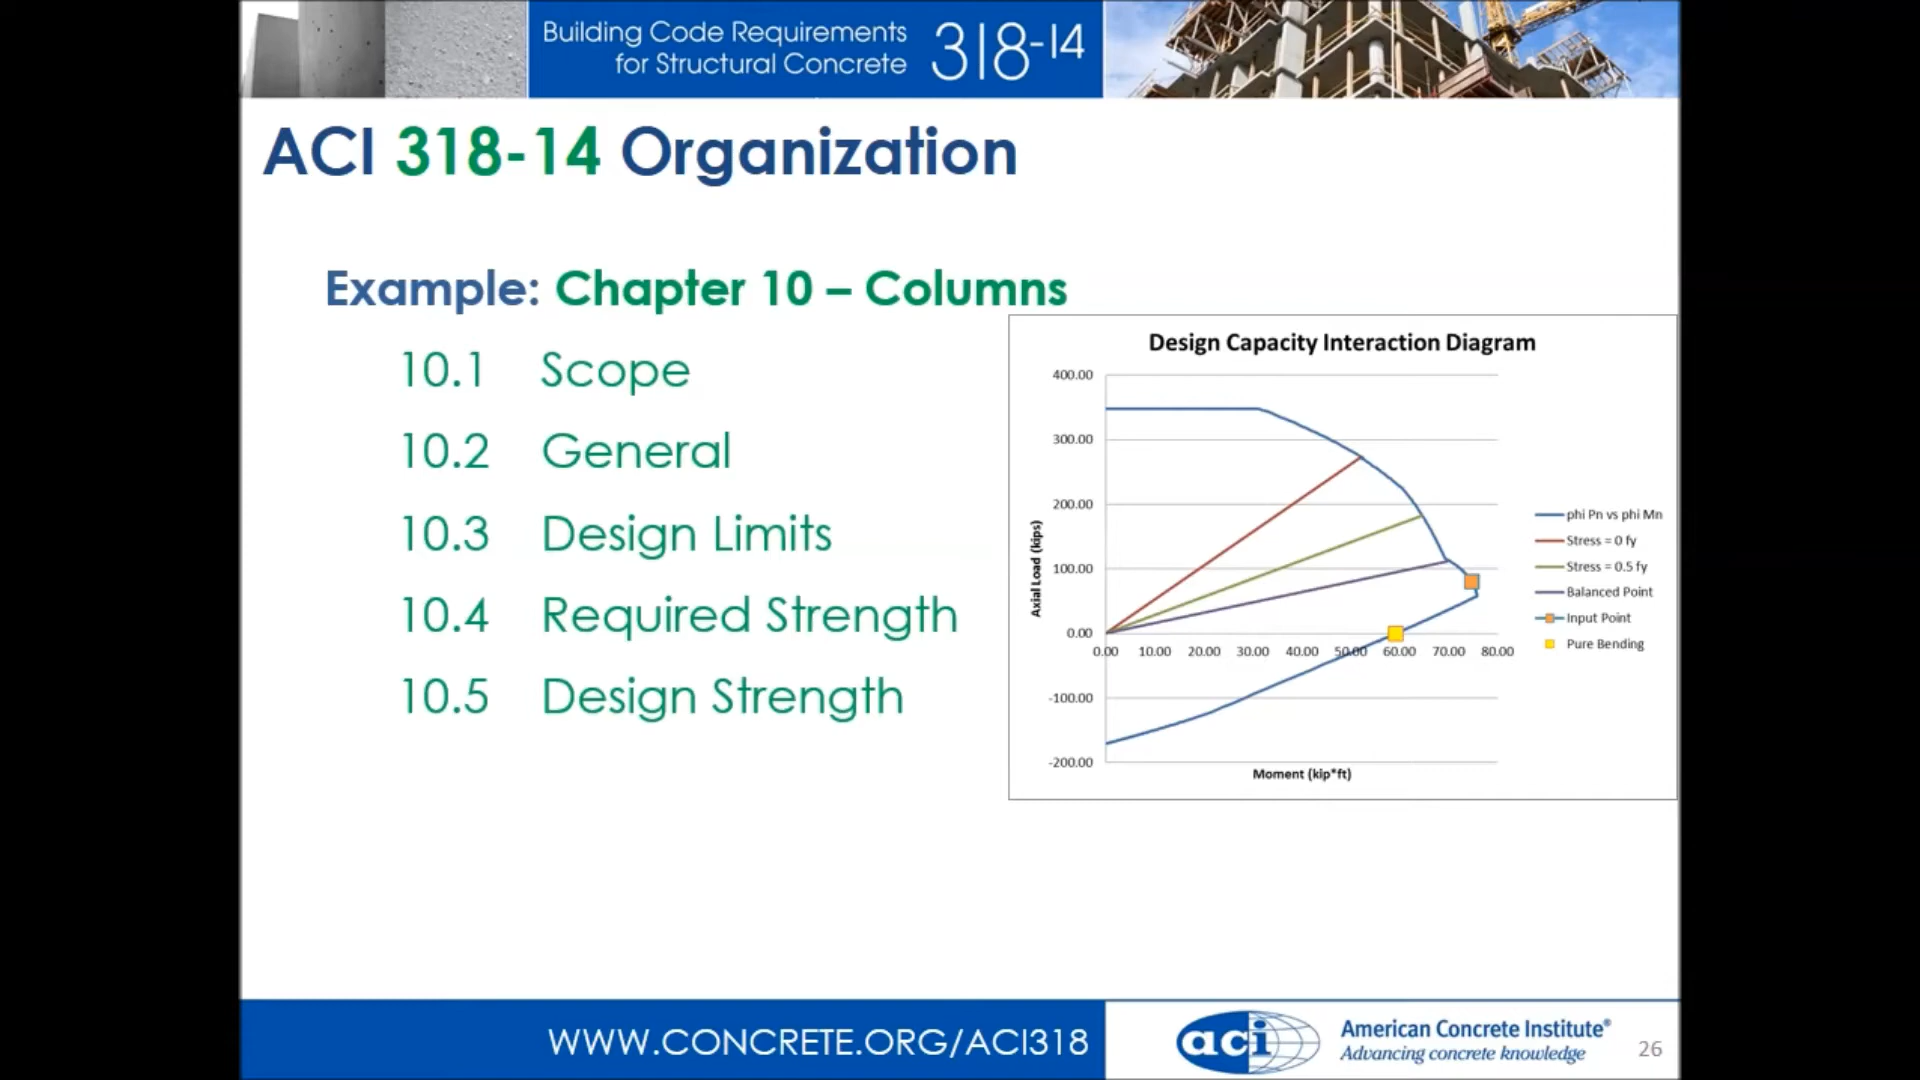 Building Code Requirements
for Structural Concrete
318-14
ACI 318-14 Organization
Example: Chapter 10 – Columns
10.1 Scope
10.2 General
10.3 Design Limits
10.4 Required Strength
10.5 Design Strength
Design Capacity Interaction Diagram
400.00
300.00
200.00
100.00
0.00
-100.00
-200.00
Axial Load (kips)
0.00 10.00 20.00 30.00 40.00 50.00 60.00 70.00 80.00
Moment (kip*ft)
phi Pn vs phi Mn
Stress = 0 fy
Stress = 0.5 fy
Balanced Point
Input Point
Pure Bending
WWW.CONCRETE.ORG/ACI318
aci
American Concrete Institute®
Advancing concrete knowledge
26